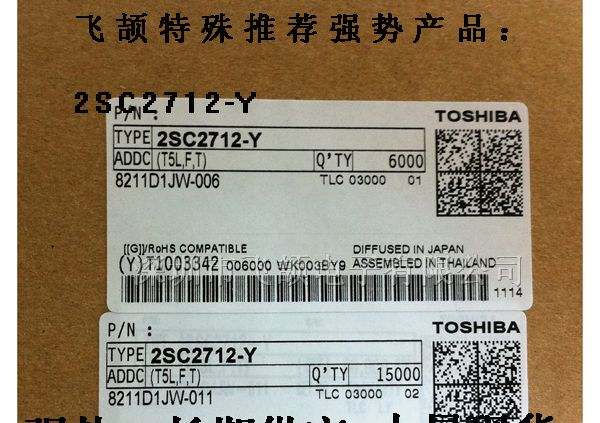 飞颉特殊推荐强势产品：
2SC2712-Y
P/N : TOSHIBA
TYPE 2SC2712-Y
ADDC (T5L,F,T) Q'TY 6000
8211D1JW-006 TLC 03000 01
[[G]]/RoHS COMPATIBLE DIFFUSED IN JAPAN
(Y)T1003342 006000 WK003BY9 ASSEMBLED IN THAILAND
1114
P/N : TOSHIBA
TYPE 2SC2712-Y
ADDC (T5L,F,T) Q'TY 15000
8211D1JW-011 TLC 03000 02